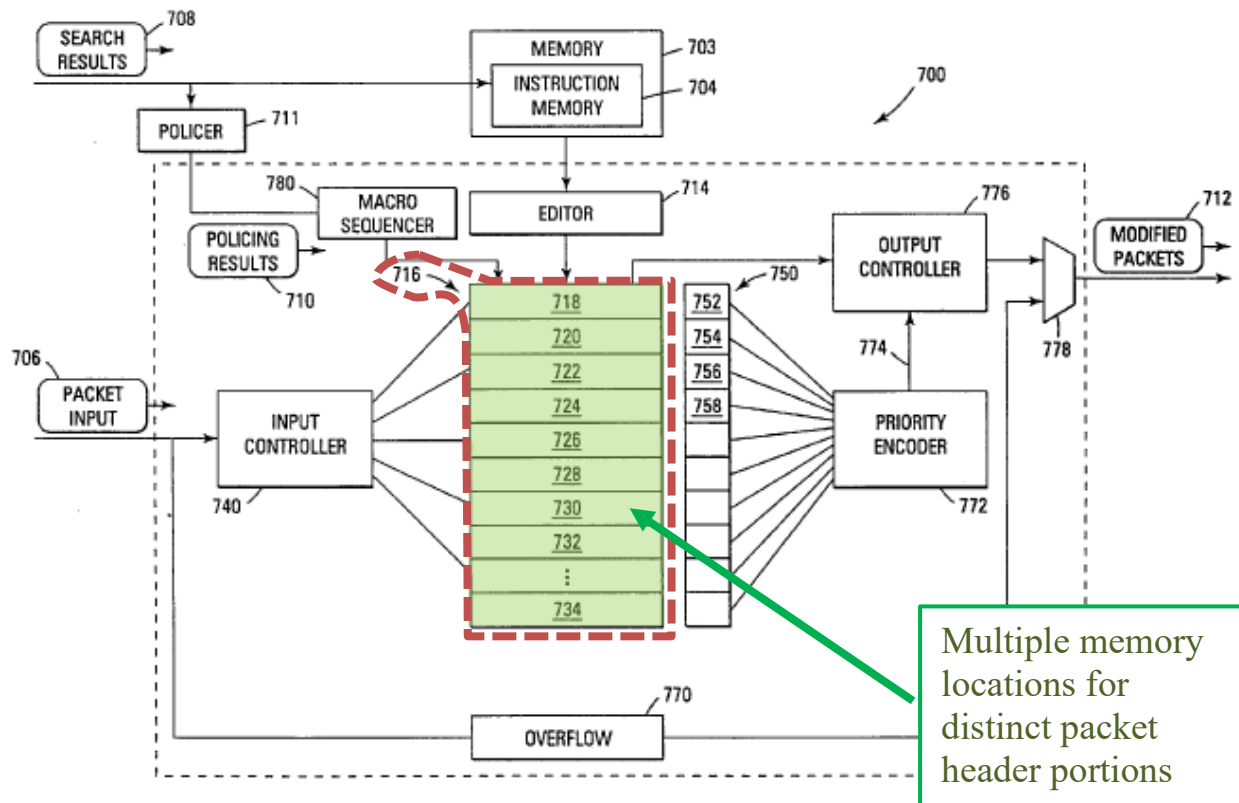 708
SEARCH
RESULTS
MEMORY
703
INSTRUCTION
MEMORY
704
700
POLICER
711
780
MACRO
SEQUENCER
714
EDITOR
776
OUTPUT
CONTROLLER
712
MODIFIED
PACKETS
POLICING
RESULTS
710
716
750
778
718
720
722
724
726
728
730
732
⋮
734
752
754
756
758
774
706
PACKET
INPUT
INPUT
CONTROLLER
740
PRIORITY
ENCODER
772
770
OVERFLOW
Multiple memory
locations for
distinct packet
header portions